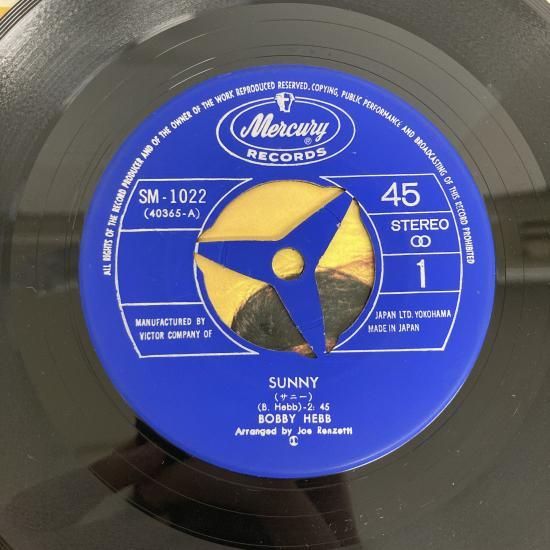 ALL RIGHTS OF THE RECORD PRODUCER AND OF THE OWNER OF THE WORK REPRODUCED RESERVED. COPYING, PUBLIC PERFORMANCE AND BROADCASTING OF THIS RECORD PROHIBITED
Mercury ®
RECORDS
SM-1022
(40365-A)
45
STEREO
1
MANUFACTURED BY
VICTOR COMPANY OF
JAPAN LTD. YOKOHAMA
MADE IN JAPAN
SUNNY
(サニー)
(B. Hebb)-2: 45
BOBBY HEBB
Arranged by Joe Renzetti